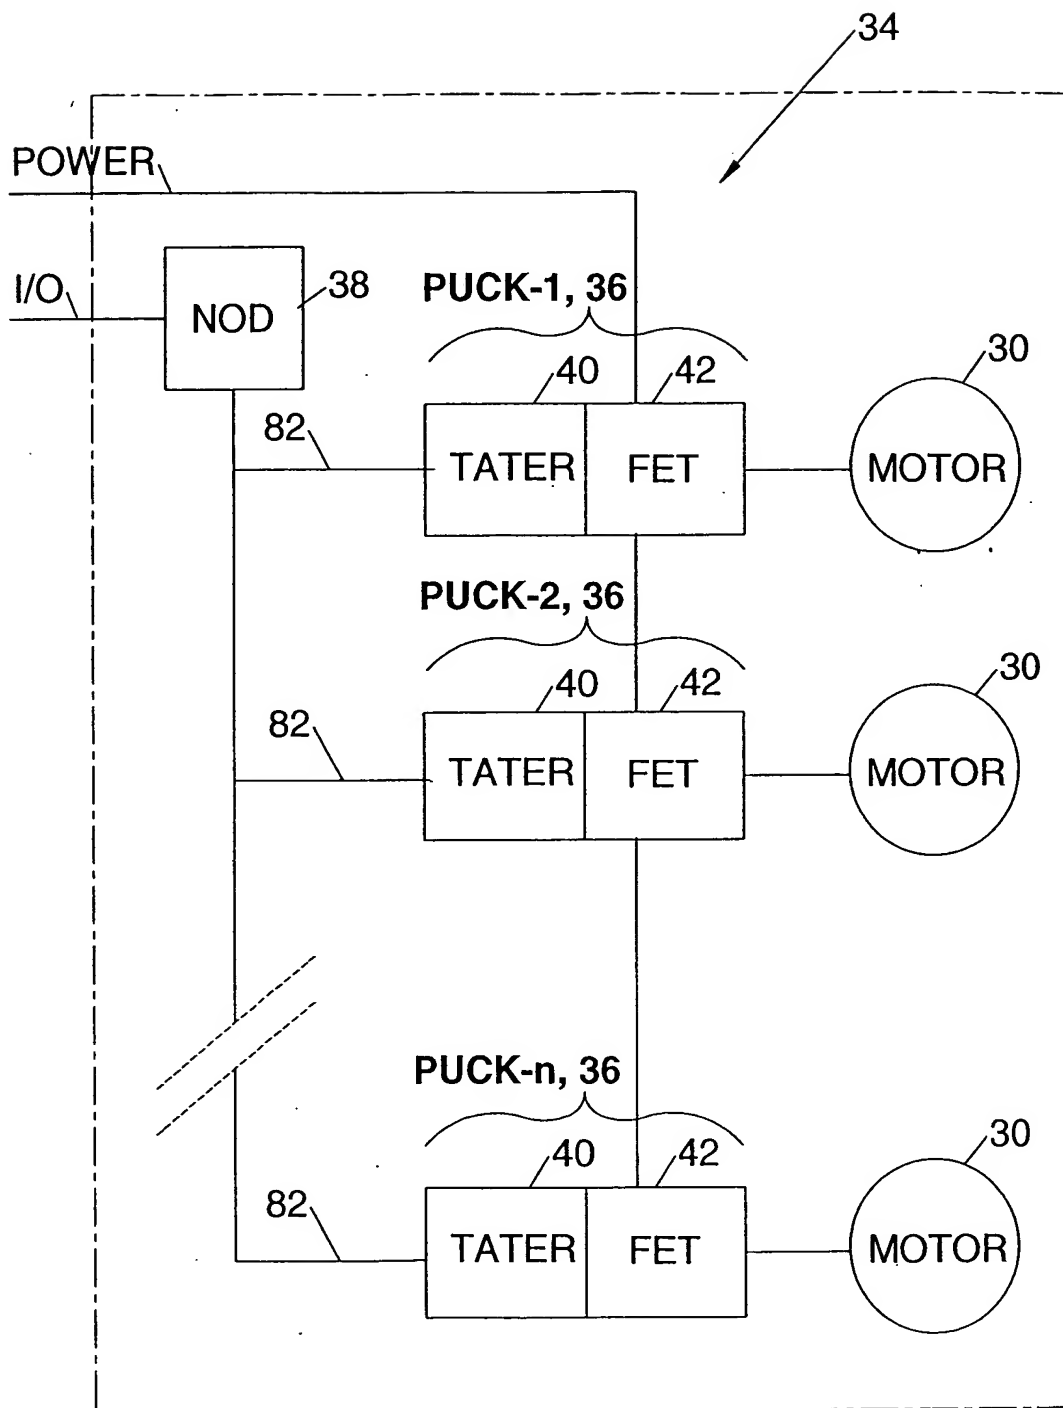 34
POWER
I/O
NOD
38
PUCK-1, 36
40
42
30
82
TATER
FET
MOTOR
PUCK-2, 36
40
42
30
82
TATER
FET
MOTOR
PUCK-n, 36
40
42
30
82
TATER
FET
MOTOR